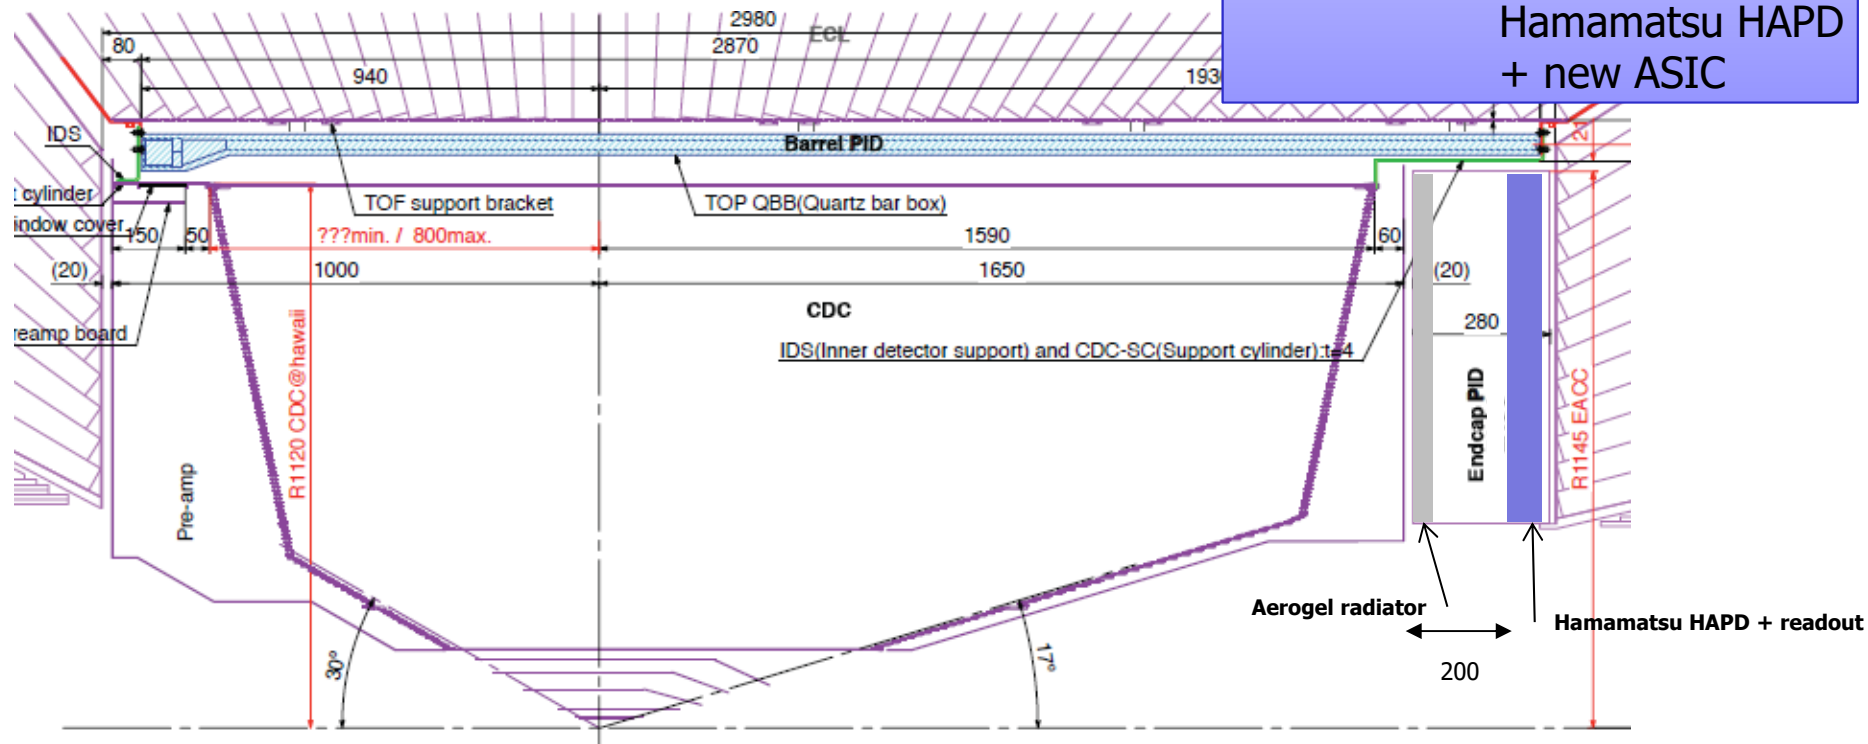 Hamamatsu HAPD
+ new ASIC
2980
ECL
80
2870
940
1930
IDS
Barrel PID
21
cylinder
TOF support bracket
TOP QBB(Quartz bar box)
cover
150
50
???min. / 800max.
1590
60
(20)
1000
1650
(20)
CDC
280
board
IDS(Inner detector support) and CDC-SC(Support cylinder):t=4
R1120 CDC@hawaii
Pre-amp
Endcap PID
R1145 EACC
30°
17°
Aerogel radiator
Hamamatsu HAPD + readout
200